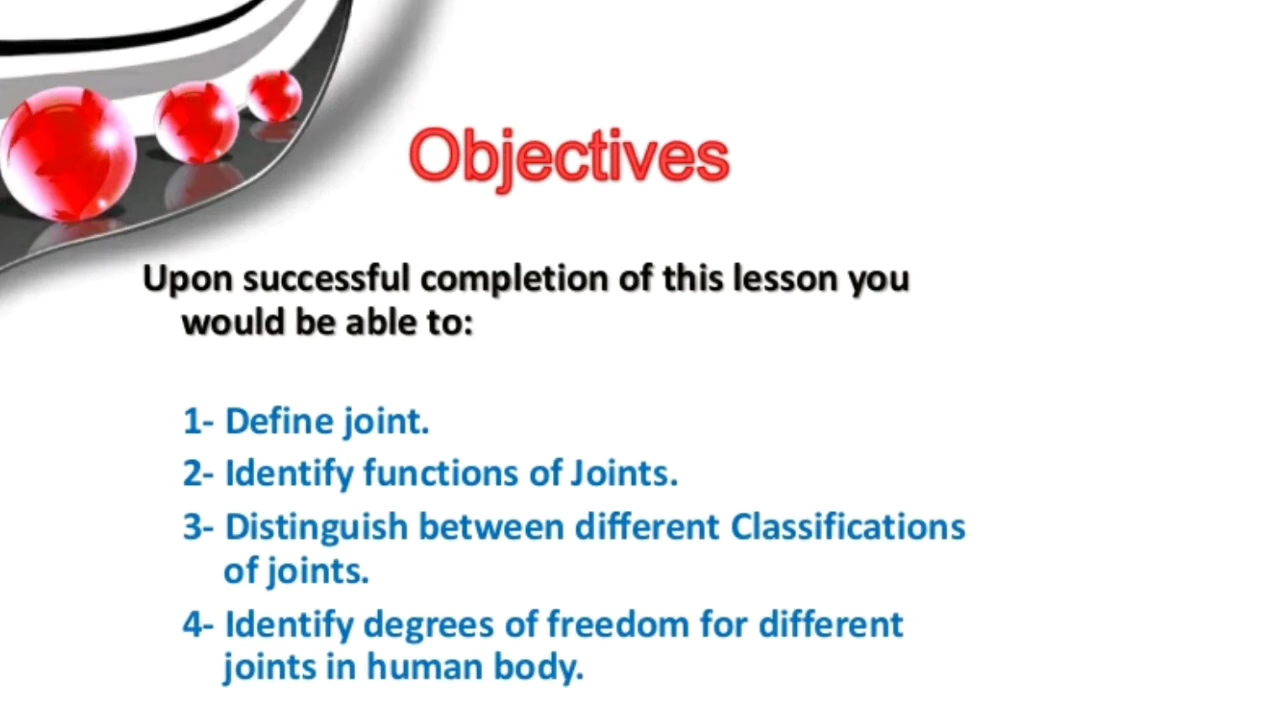 Objectives
Upon successful completion of this lesson you
would be able to:
1- Define joint.
2- Identify functions of Joints.
3- Distinguish between different Classifications
of joints.
4- Identify degrees of freedom for different
joints in human body.